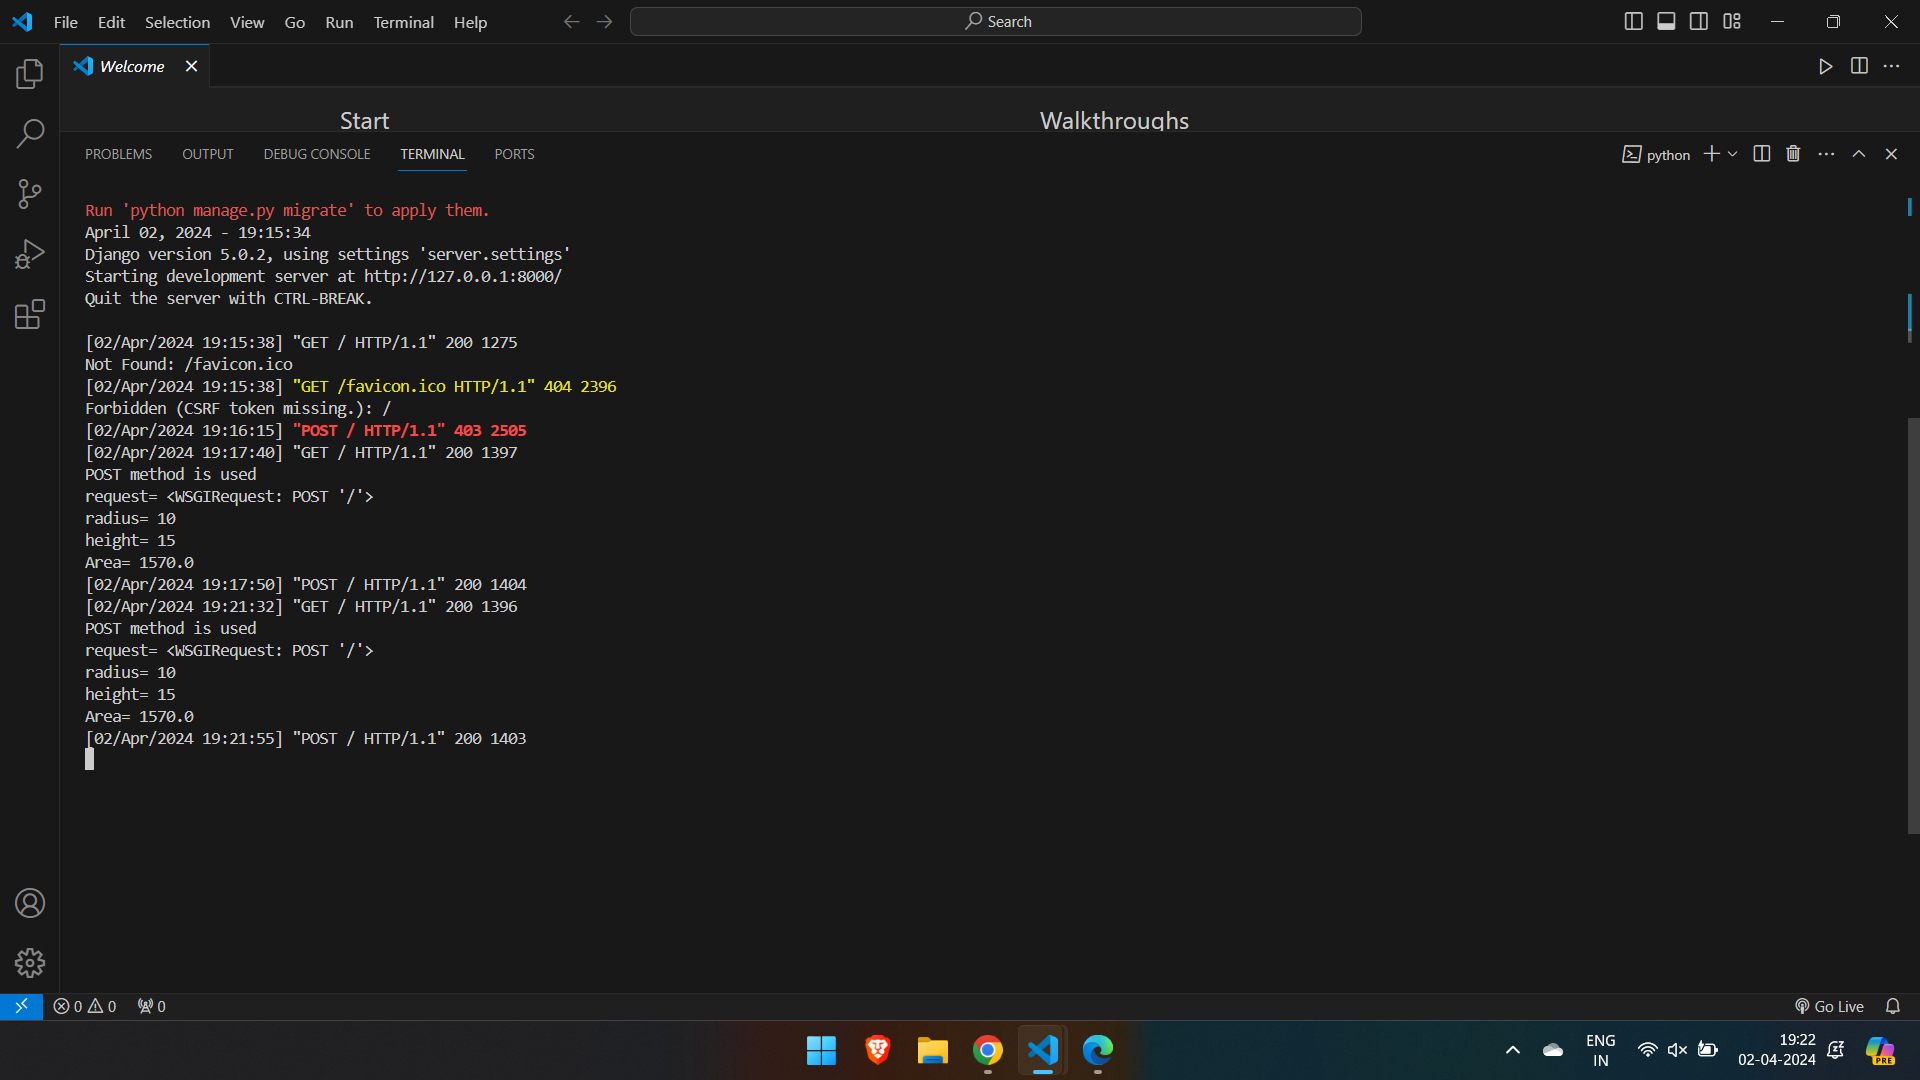 File Edit Selection View Go Run Terminal Help
Search
Welcome
Start Walkthroughs
PROBLEMS OUTPUT DEBUG CONSOLE TERMINAL PORTS
python
Run 'python manage.py migrate' to apply them.
April 02, 2024 - 19:15:34
Django version 5.0.2, using settings 'server.settings'
Starting development server at http://127.0.0.1:8000/
Quit the server with CTRL-BREAK.
[02/Apr/2024 19:15:38] "GET / HTTP/1.1" 200 1275
Not Found: /favicon.ico
[02/Apr/2024 19:15:38] "GET /favicon.ico HTTP/1.1" 404 2396
Forbidden (CSRF token missing.): /
[02/Apr/2024 19:16:15] "POST / HTTP/1.1" 403 2505
[02/Apr/2024 19:17:40] "GET / HTTP/1.1" 200 1397
POST method is used
request= <WSGIRequest: POST '/'>
radius= 10
height= 15
Area= 1570.0
[02/Apr/2024 19:17:50] "POST / HTTP/1.1" 200 1404
[02/Apr/2024 19:21:32] "GET / HTTP/1.1" 200 1396
POST method is used
request= <WSGIRequest: POST '/'>
radius= 10
height= 15
Area= 1570.0
[02/Apr/2024 19:21:55] "POST / HTTP/1.1" 200 1403
0 0 0
Go Live
ENG
IN
19:22
02-04-2024
PRE